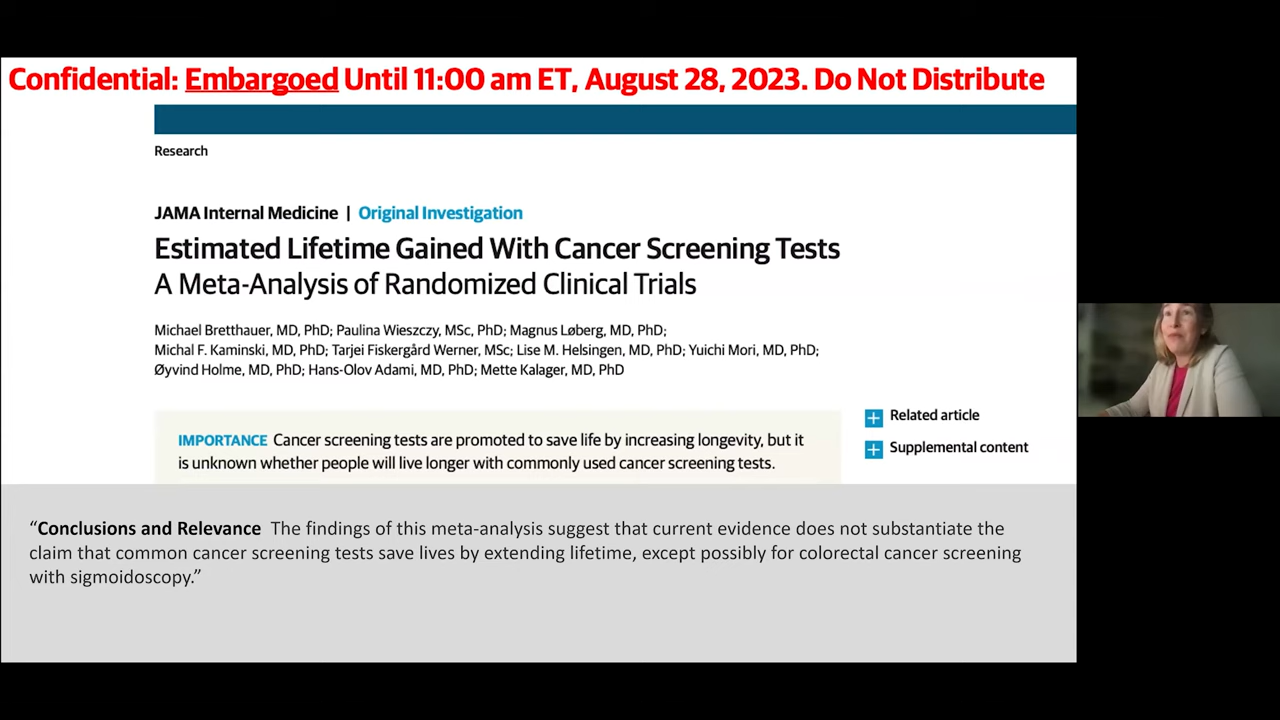 Confidential: Embargoed Until 11:00 am ET, August 28, 2023. Do Not Distribute
Research
JAMA Internal Medicine | Original Investigation
Estimated Lifetime Gained With Cancer Screening Tests
A Meta-Analysis of Randomized Clinical Trials
Michael Bretthauer, MD, PhD; Paulina Wieszczy, MSc, PhD; Magnus Løberg, MD, PhD;
Michal F. Kaminski, MD, PhD; Tarjei Fiskergård Werner, MSc; Lise M. Helsingen, MD, PhD; Yuichi Mori, MD, PhD;
Øyvind Holme, MD, PhD; Hans-Olov Adami, MD, PhD; Mette Kalager, MD, PhD
IMPORTANCE Cancer screening tests are promoted to save life by increasing longevity, but it
is unknown whether people will live longer with commonly used cancer screening tests.
Related article
Supplemental content
“Conclusions and Relevance The findings of this meta-analysis suggest that current evidence does not substantiate the
claim that common cancer screening tests save lives by extending lifetime, except possibly for colorectal cancer screening
with sigmoidoscopy.”